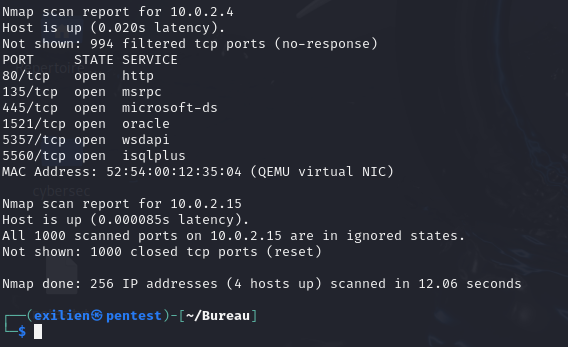 Nmap scan report for 10.0.2.4
Host is up (0.020s latency).
Not shown: 994 filtered tcp ports (no-response)
PORT     STATE SERVICE
80/tcp   open  http
135/tcp  open  msrpc
445/tcp  open  microsoft-ds
1521/tcp open  oracle
5357/tcp open  wsdapi
5560/tcp open  isqlplus
MAC Address: 52:54:00:12:35:04 (QEMU virtual NIC)
cybersec
Nmap scan report for 10.0.2.15
Host is up (0.000085s latency).
All 1000 scanned ports on 10.0.2.15 are in ignored states.
Not shown: 1000 closed tcp ports (reset)

Nmap done: 256 IP addresses (4 hosts up) scanned in 12.06 seconds

┌──(exilien㉿pentest)-[~/Bureau]
└─$